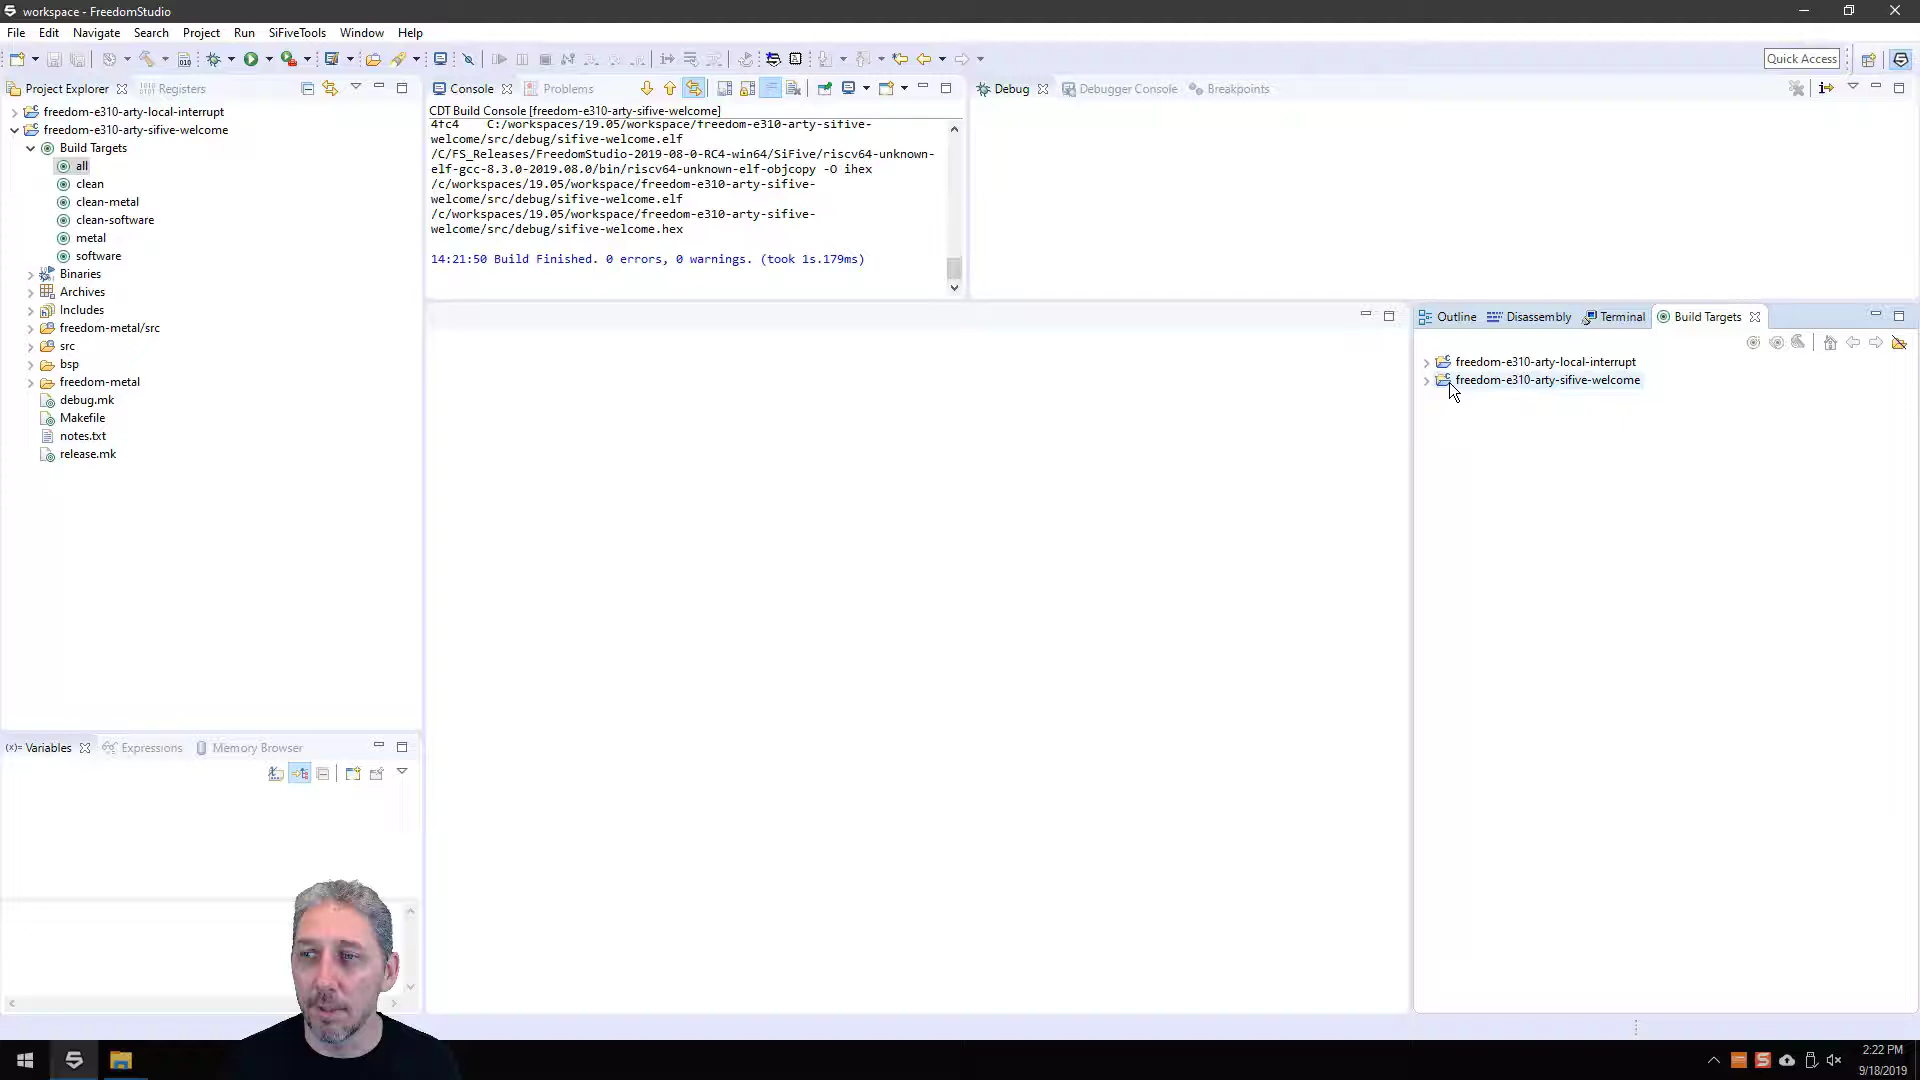 workspace - FreedomStudio
File Edit Navigate Search Project Run SiFiveTools Window Help
Quick Access
Project Explorer
Registers
freedom-e310-arty-local-interrupt
freedom-e310-arty-sifive-welcome
Build Targets
all
clean
clean-metal
clean-software
metal
software
Binaries
Archives
Includes
freedom-metal/src
src
bsp
freedom-metal
debug.mk
Makefile
notes.txt
release.mk
Console
Problems
CDT Build Console [freedom-e310-arty-sifive-welcome]
4fc4 C:/workspaces/19.05/workspace/freedom-e310-arty-sifive-
welcome/src/debug/sifive-welcome.elf
/C/FS_Releases/FreedomStudio-2019-08-0-RC4-win64/SiFive/riscv64-unknown-
elf-gcc-8.3.0-2019.08.0/bin/riscv64-unknown-elf-objcopy -O ihex
/c/workspaces/19.05/workspace/freedom-e310-arty-sifive-
welcome/src/debug/sifive-welcome.elf
/c/workspaces/19.05/workspace/freedom-e310-arty-sifive-
welcome/src/debug/sifive-welcome.hex
14:21:50 Build Finished. 0 errors, 0 warnings. (took 1s.179ms)
Debug
Debugger Console
Breakpoints
Outline
Disassembly
Terminal
Build Targets
freedom-e310-arty-local-interrupt
freedom-e310-arty-sifive-welcome
(x)= Variables
Expressions
Memory Browser
2:22 PM
9/18/2019